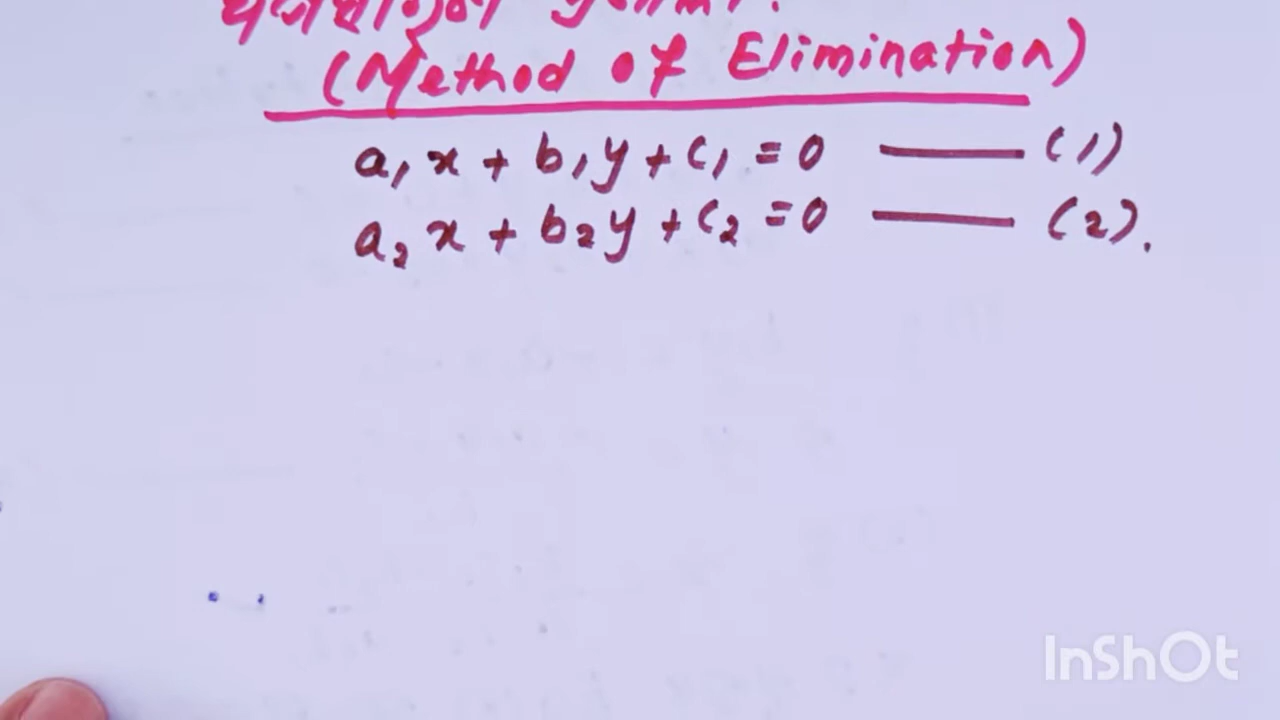 (Method of Elimination)
a₁x + b₁y + c₁ = 0 —— (1)
a₂x + b₂y + c₂ = 0 —— (2).
InShOt